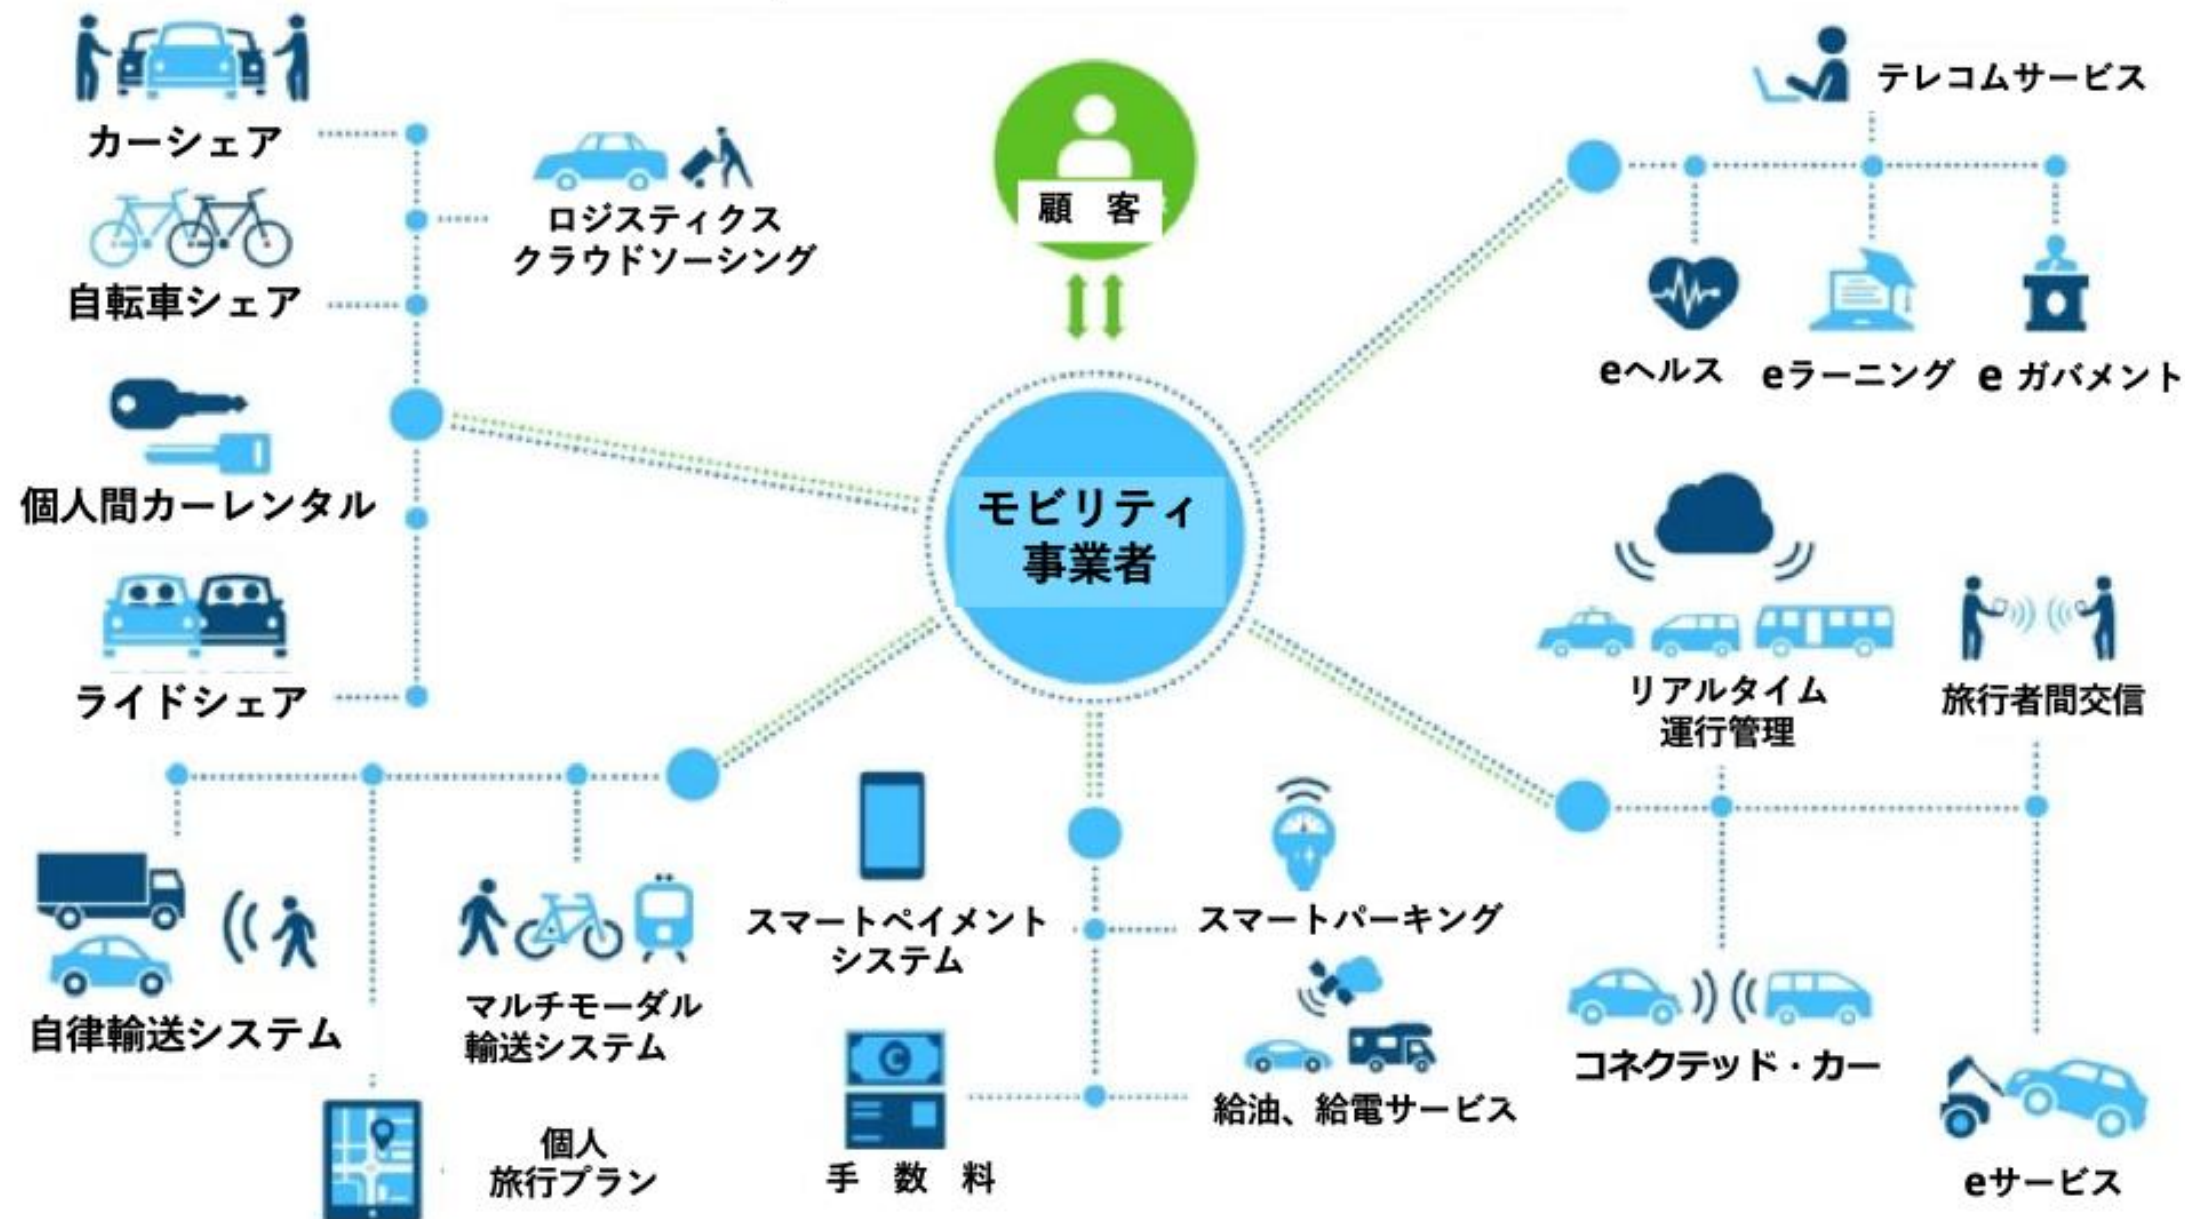 カーシェア
自転車シェア
個人間カーレンタル
ライドシェア
ロジスティクス
クラウドソーシング
顧　客
モビリティ
事業者
テレコムサービス
eヘルス
eラーニング
e ガバメント
リアルタイム
運行管理
旅行者間交信
コネクテッド・カー
eサービス
自律輸送システム
マルチモーダル
輸送システム
個人
旅行プラン
スマートペイメント
システム
手　数　料
スマートパーキング
給油、給電サービス